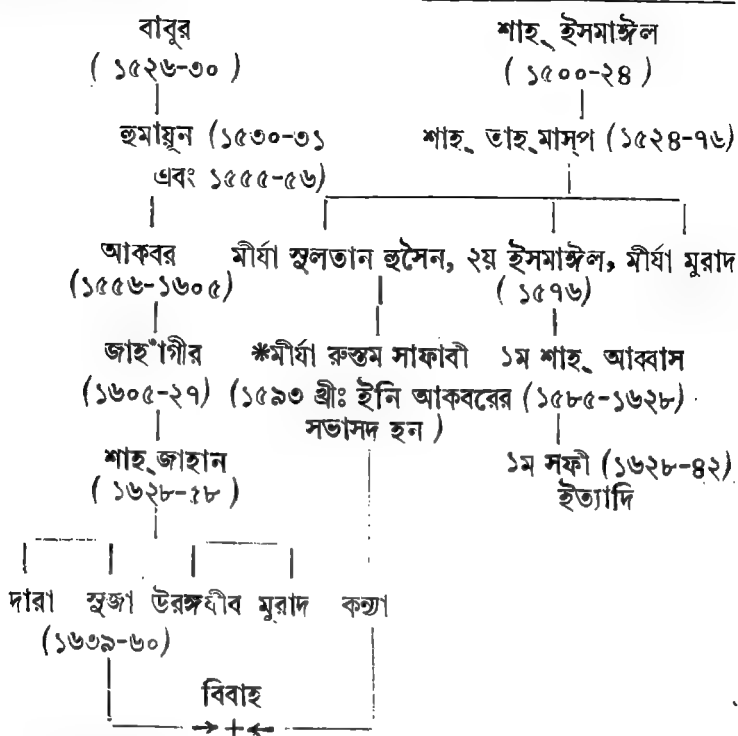 বাবুর শাহ্ ইসমাঈল
( ১৫২৬-৩০ ) ( ১৫০০-২৪ )
হুমায়ূন (১৫৩০-৩১ শাহ্ তাহ্মাস্প (১৫২৪-৭৬)
এবং ১৫৫৫-৫৬)
আকবর মীর্যা সুলতান হুসৈন, ২য় ইসমাঈল, মীর্যা মুরাদ
(১৫৫৬-১৬০৫) (১৫৭৬)
জাহাঁগীর *মীর্যা রুস্তম সাফাবী ১ম শাহ্ আব্বাস
(১৬০৫-২৭) (১৫৯৩ খ্রীঃ ইনি আকবরের (১৫৮৫-১৬২৮)
সভাসদ হন )
শাহ্জাহান ১ম সফী (১৬২৮-৪২)
( ১৬২৮-৫৮ ) ইত্যাদি
দারা সুজা উরঙ্গযীব মুরাদ কন্যা
(১৬৩৯-৬০)
বিবাহ
→+←